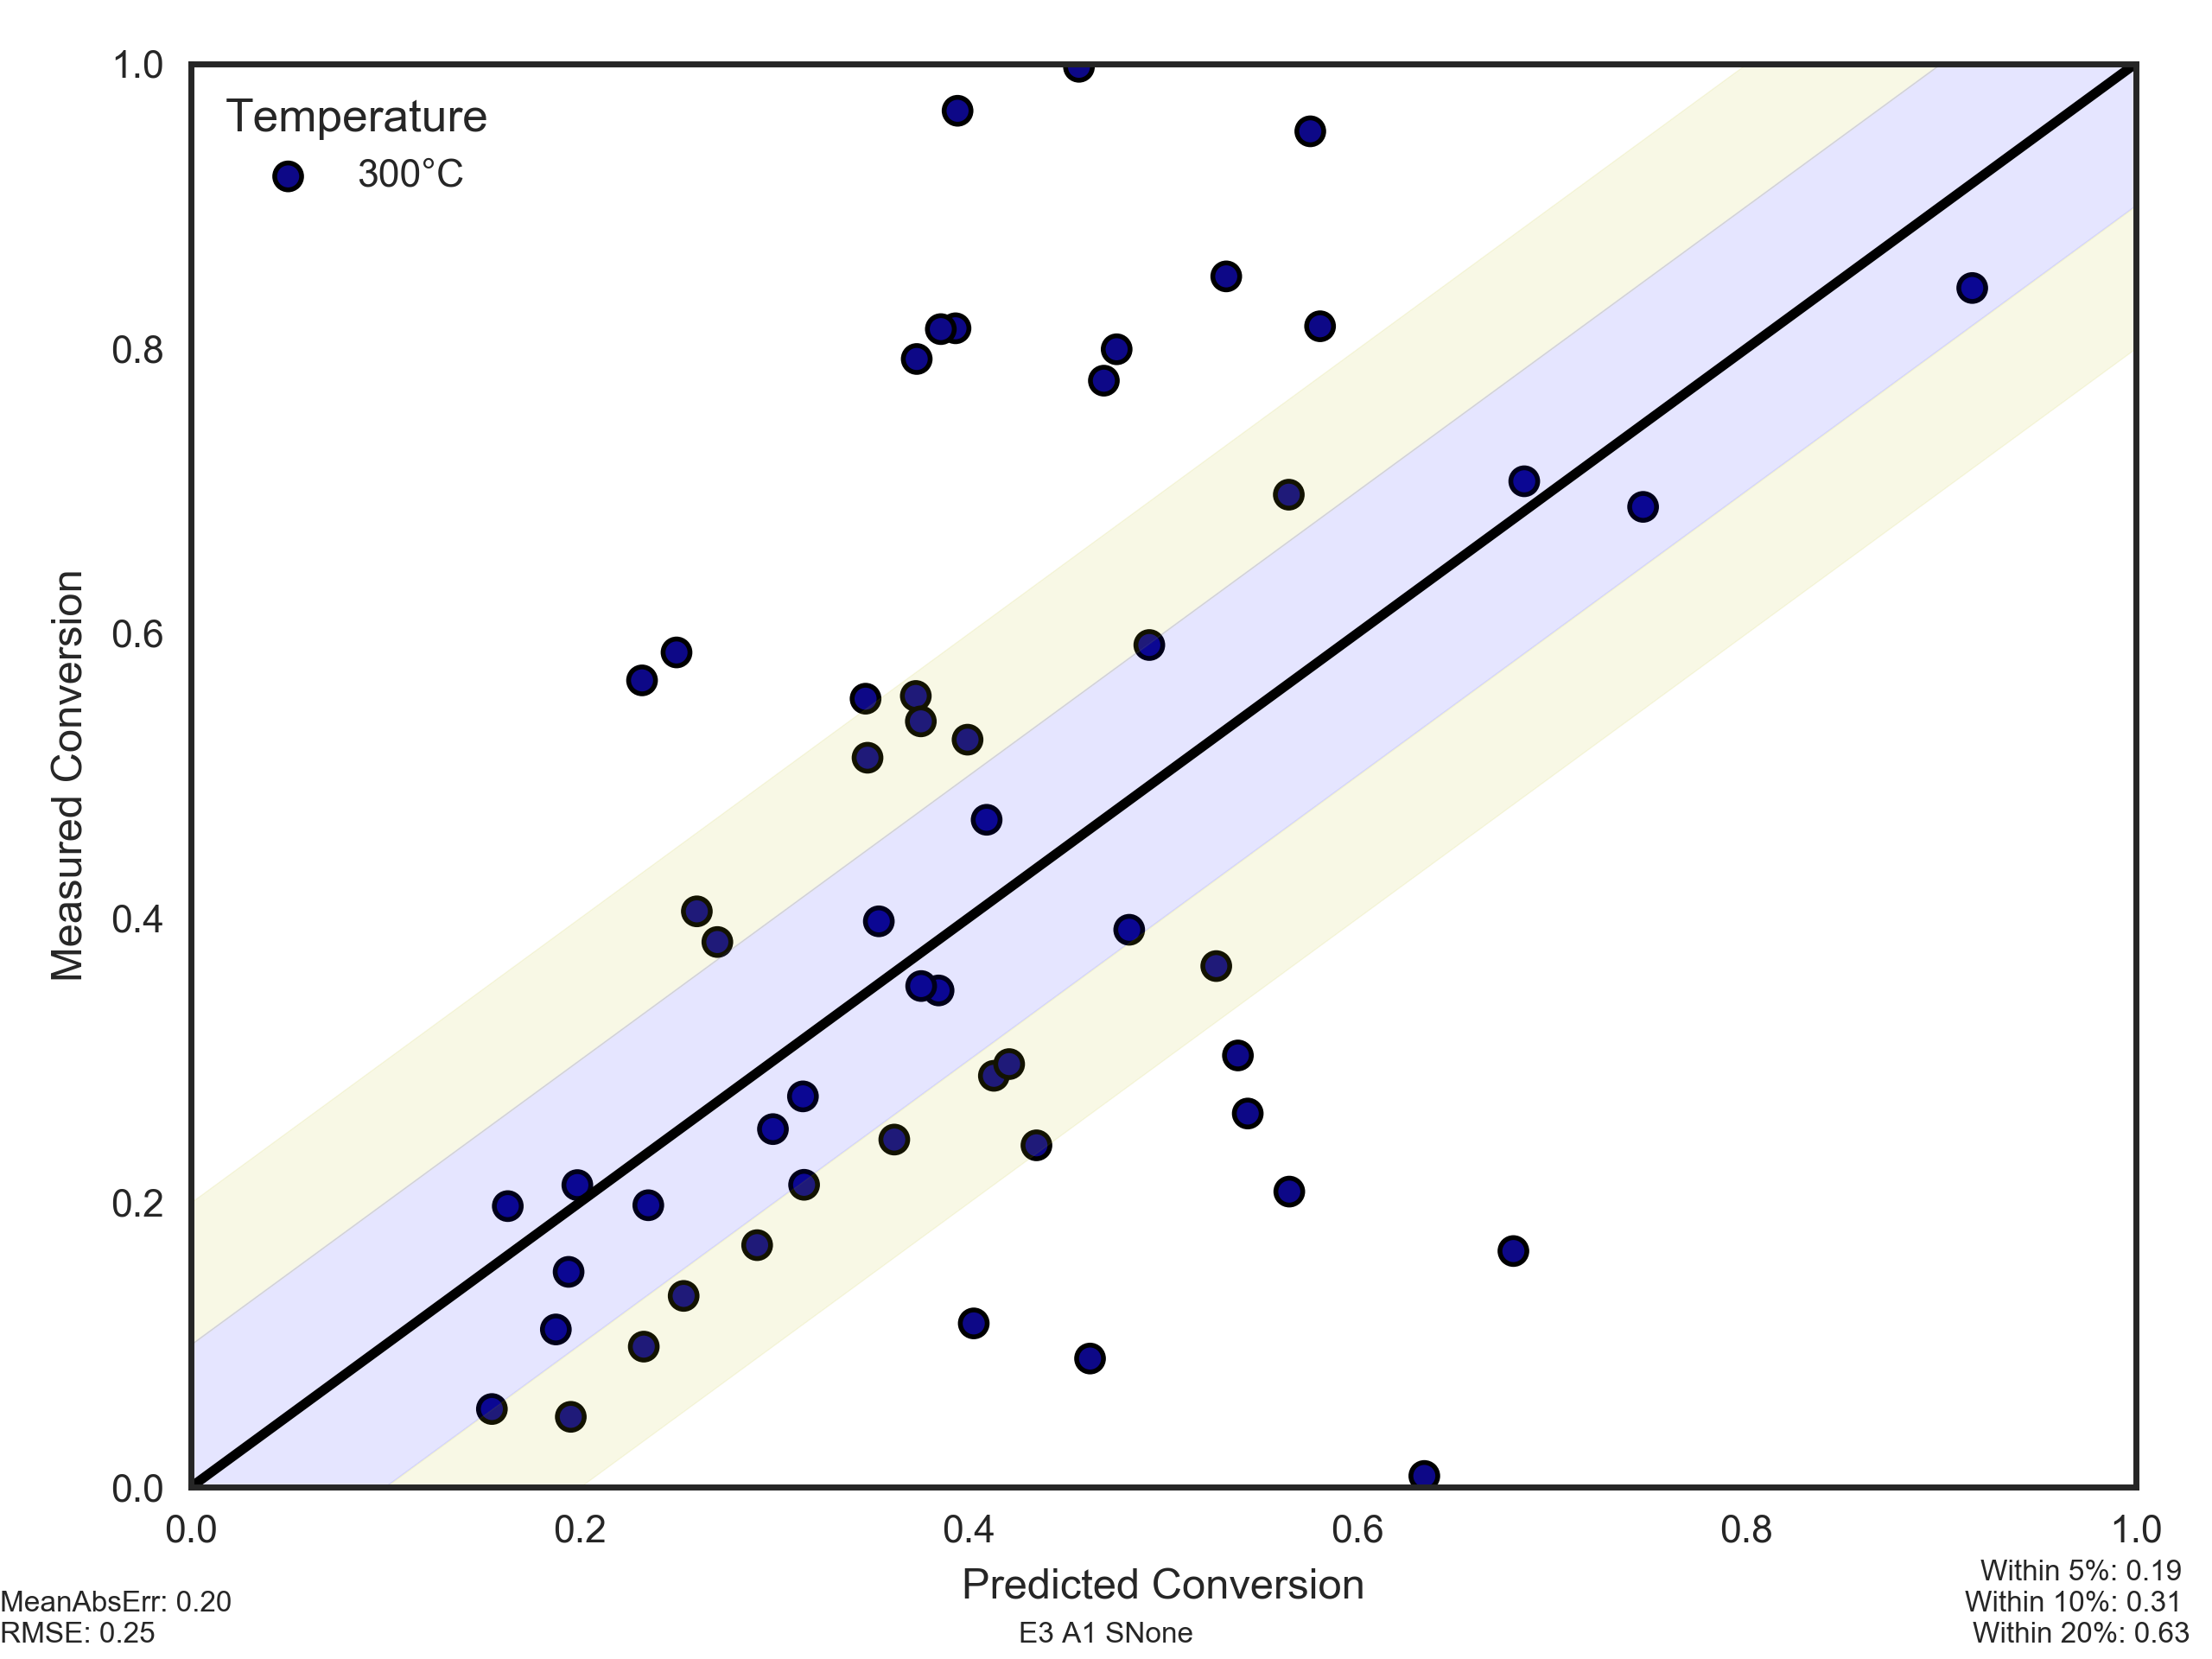 Temperature
300°C
1.0
0.8
0.6
0.4
0.2
0.0
Measured Conversion
0.0 0.2 0.4 0.6 0.8 1.0
Predicted Conversion
E3 A1 SNone
MeanAbsErr: 0.20
RMSE: 0.25
Within 5%: 0.19
Within 10%: 0.31
Within 20%: 0.63